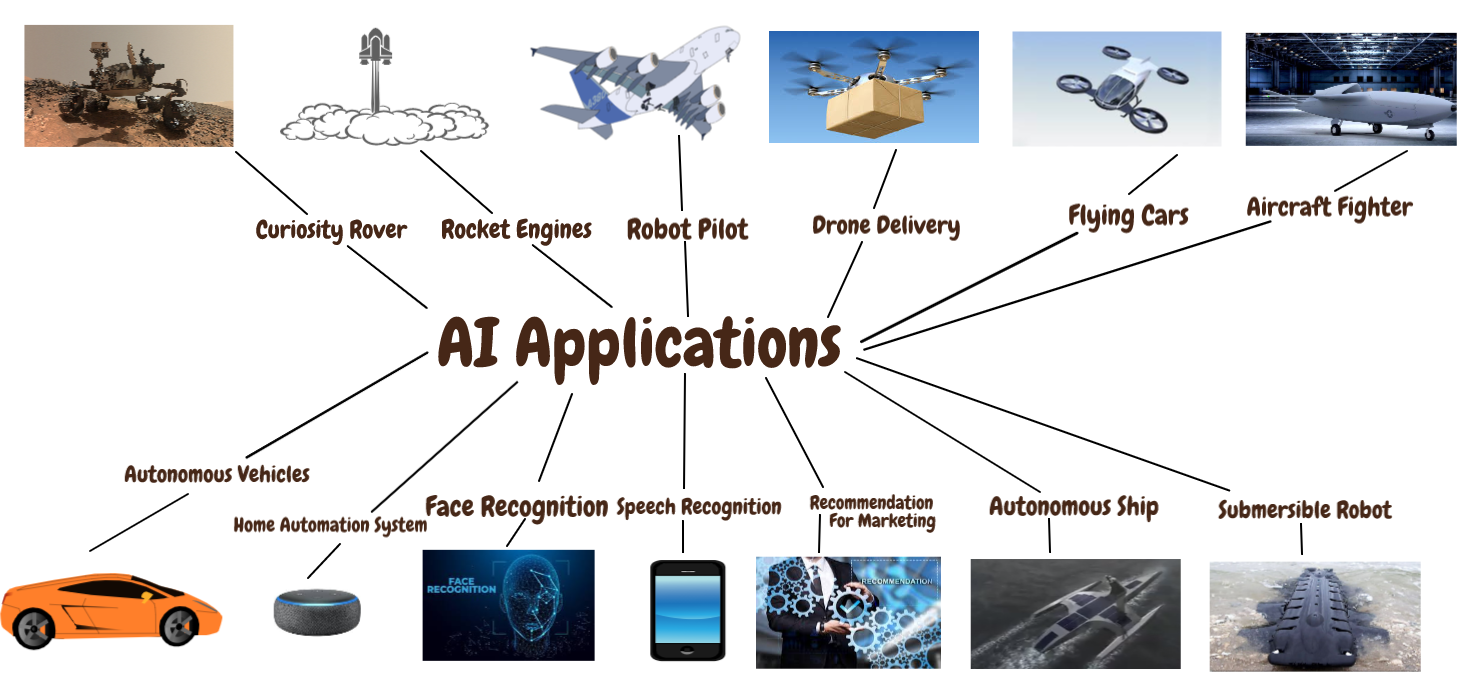 Curiosity Rover
Rocket Engines
Robot Pilot
Drone Delivery
Flying Cars
Aircraft Fighter
AI Applications
Autonomous Vehicles
Home Automation System
Face Recognition
Speech Recognition
Recommendation
For Marketing
Autonomous Ship
Submersible Robot
FACE
RECOGNITION
RECOMMENDATION